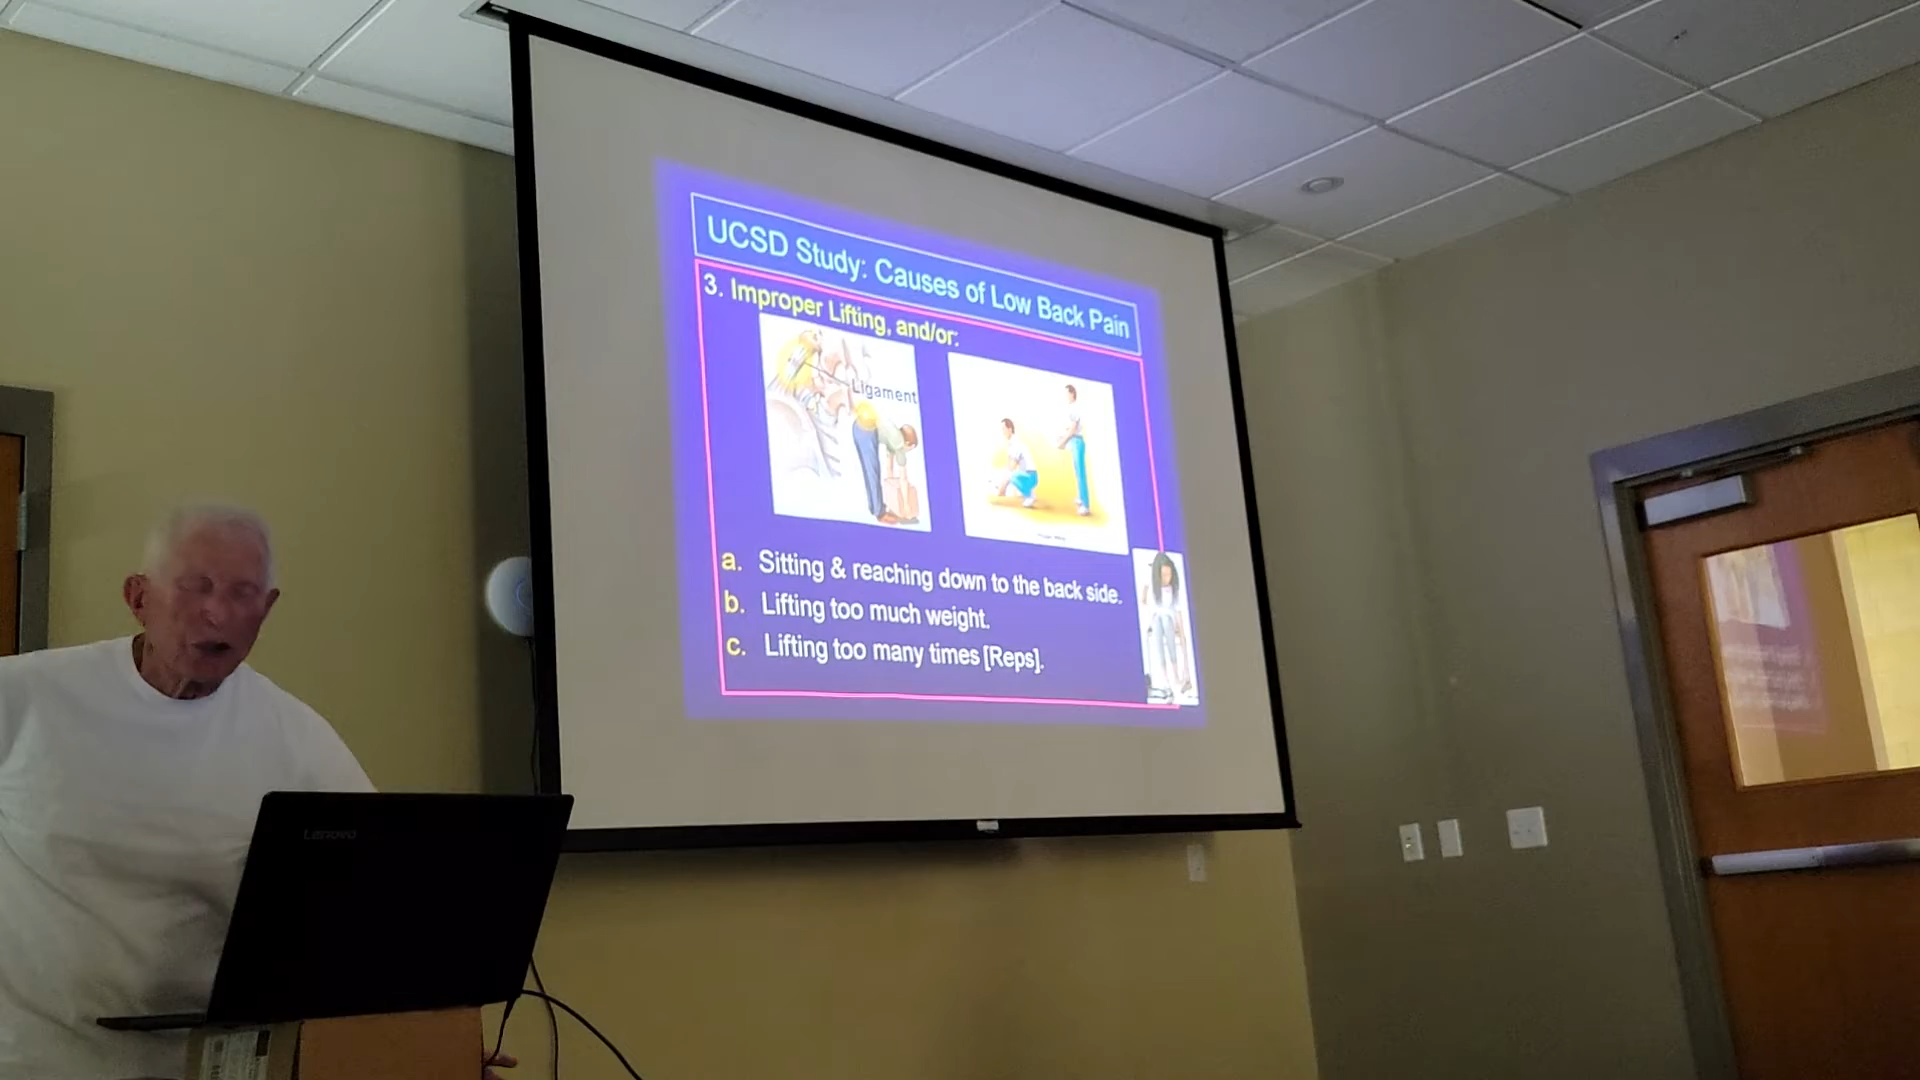 UCSD Study: Causes of Low Back Pain
3. Improper Lifting, and/or:
Ligament
a. Sitting & reaching down to the back side.
b. Lifting too much weight.
c. Lifting too many times [Reps].
Lenovo